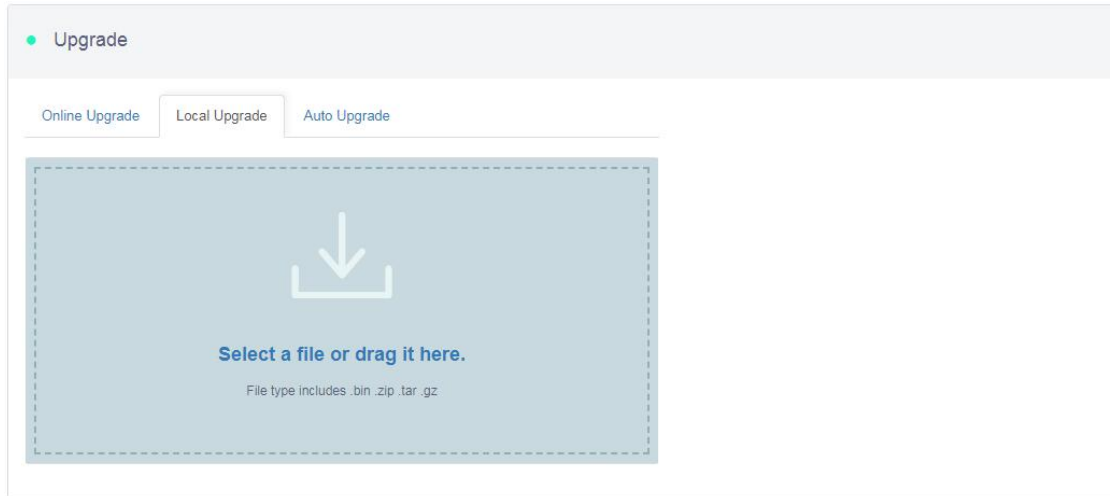 Upgrade
Online Upgrade Local Upgrade Auto Upgrade
Select a file or drag it here.
File type includes .bin .zip .tar .gz